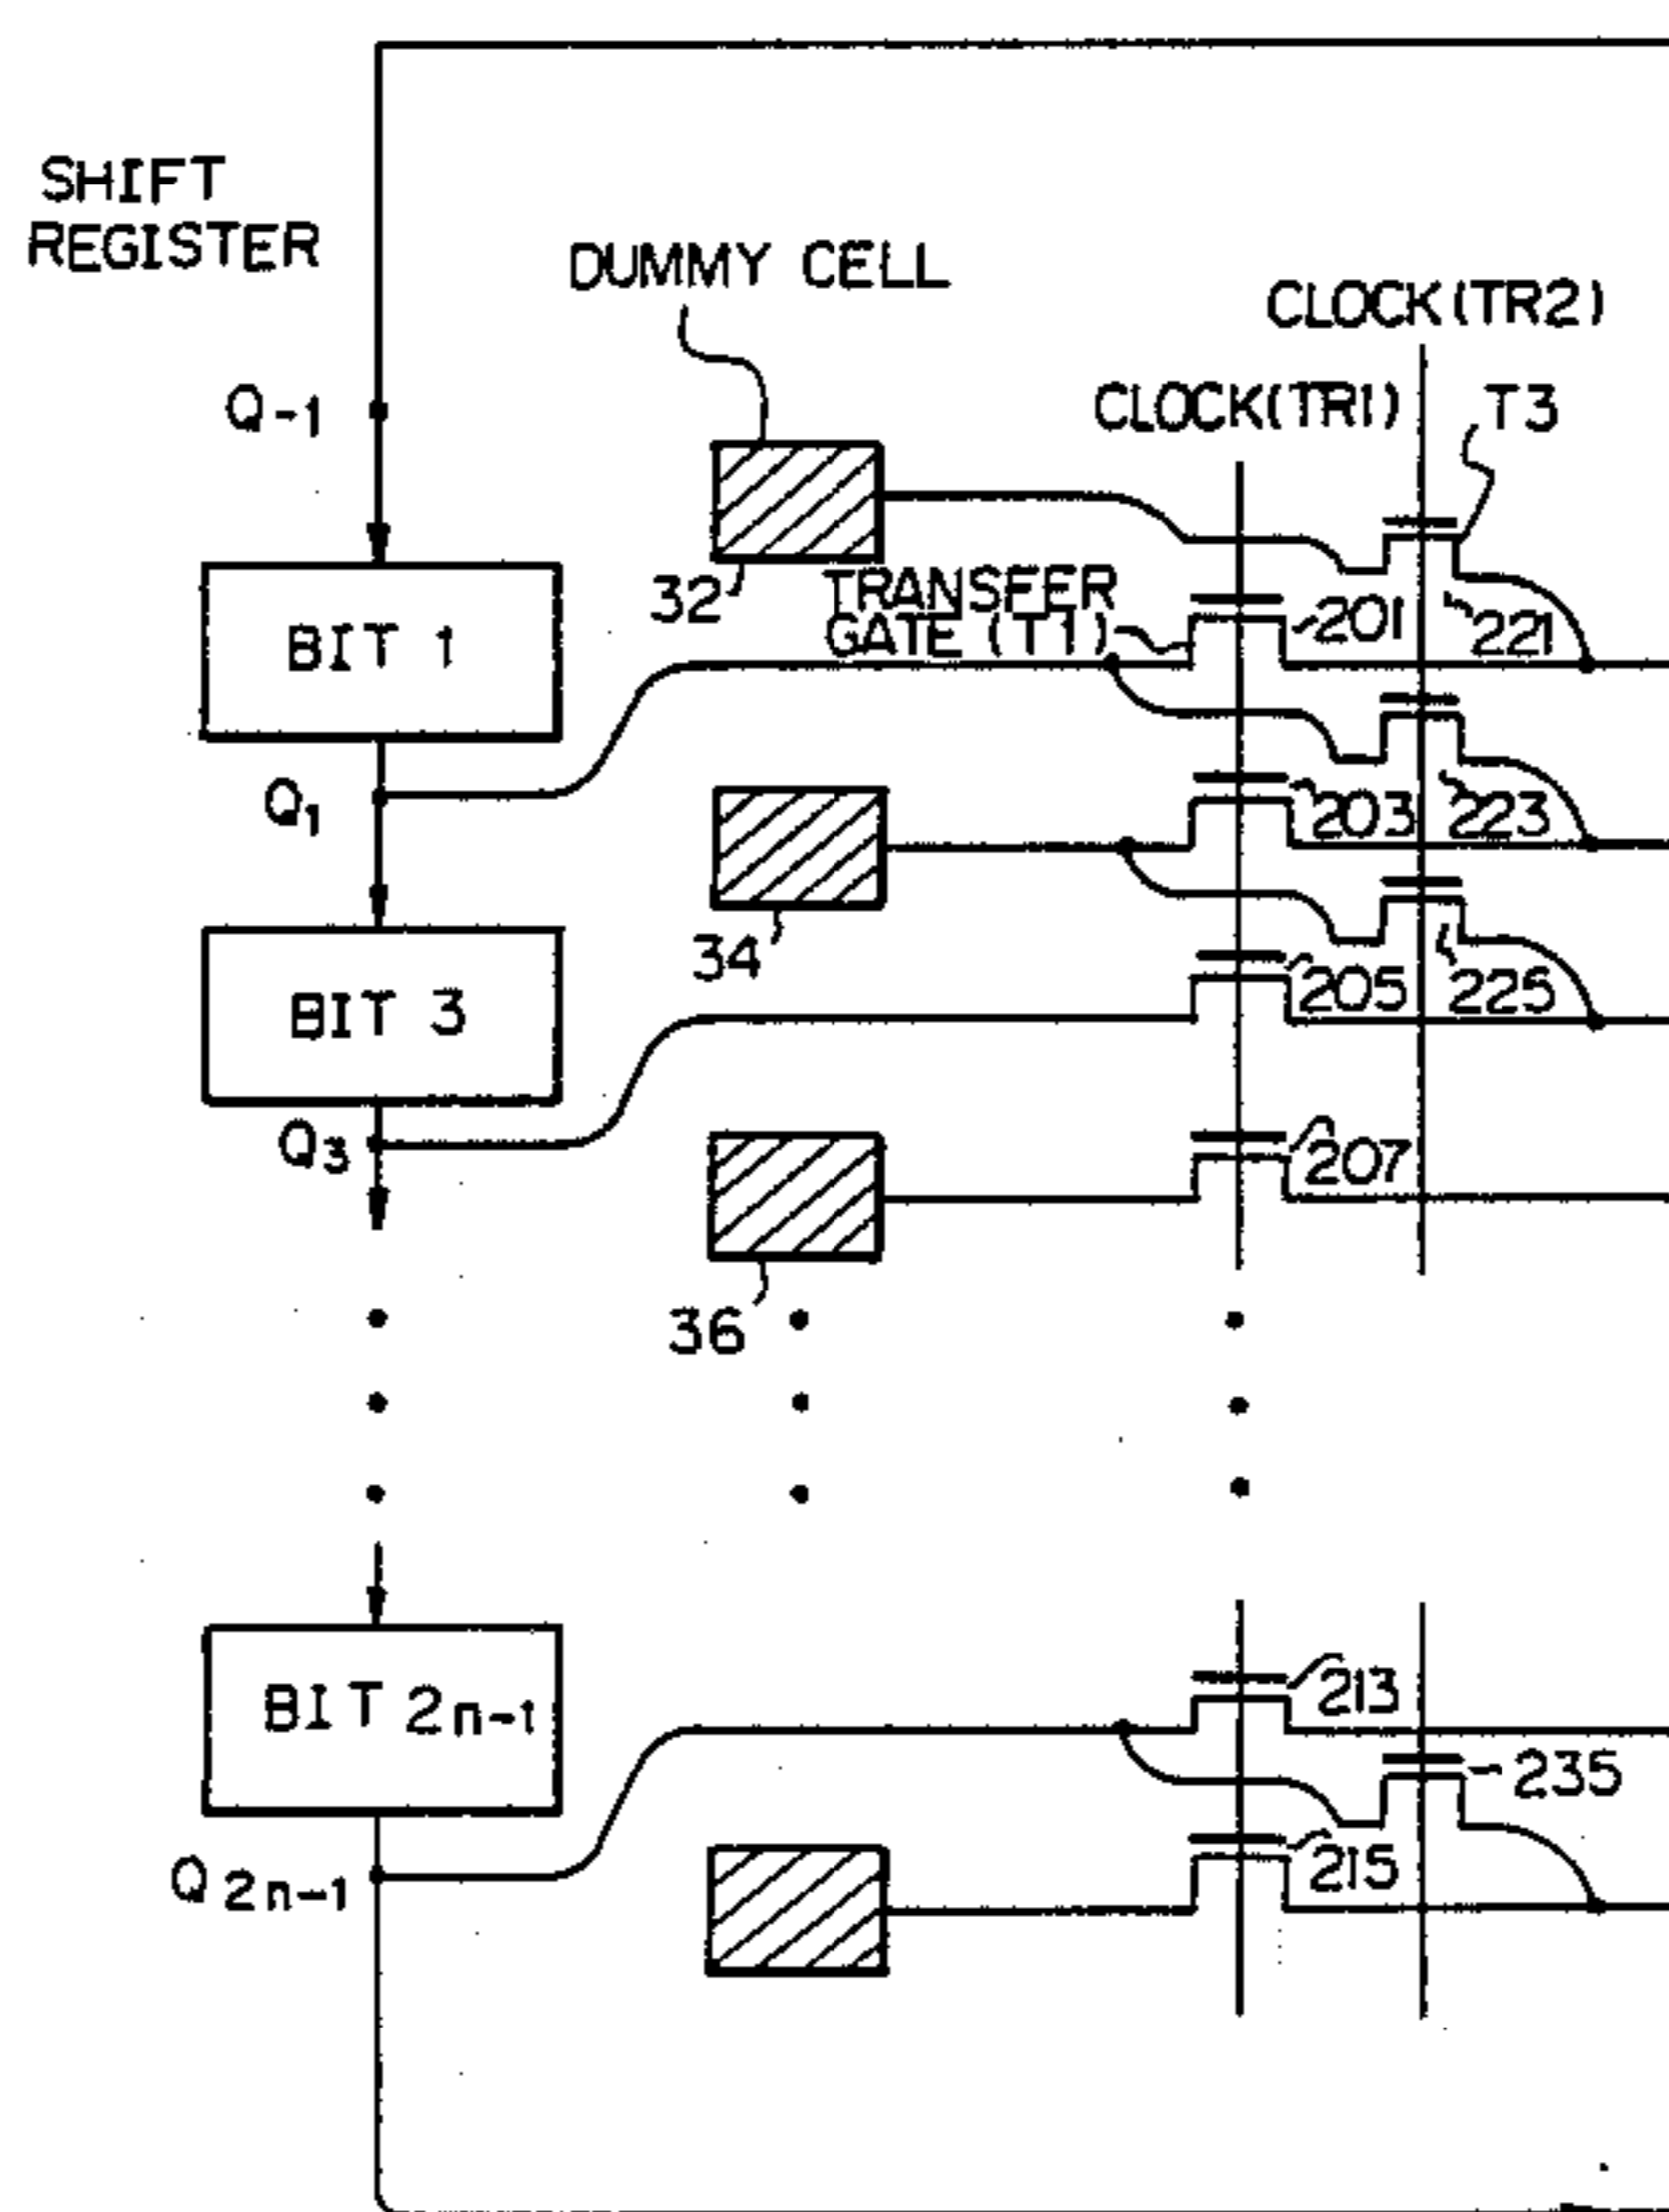 SHIFT
REGISTER
DUMMY CELL
CLOCK(TR2)
CLOCK(TR1)
T3
Q-1
32
TRANSFER
GATE (T1)
201
221
BIT 1
Q1
203
223
34
205
225
BIT 3
Q3
207
36
213
BIT 2n-1
235
215
Q 2n-1